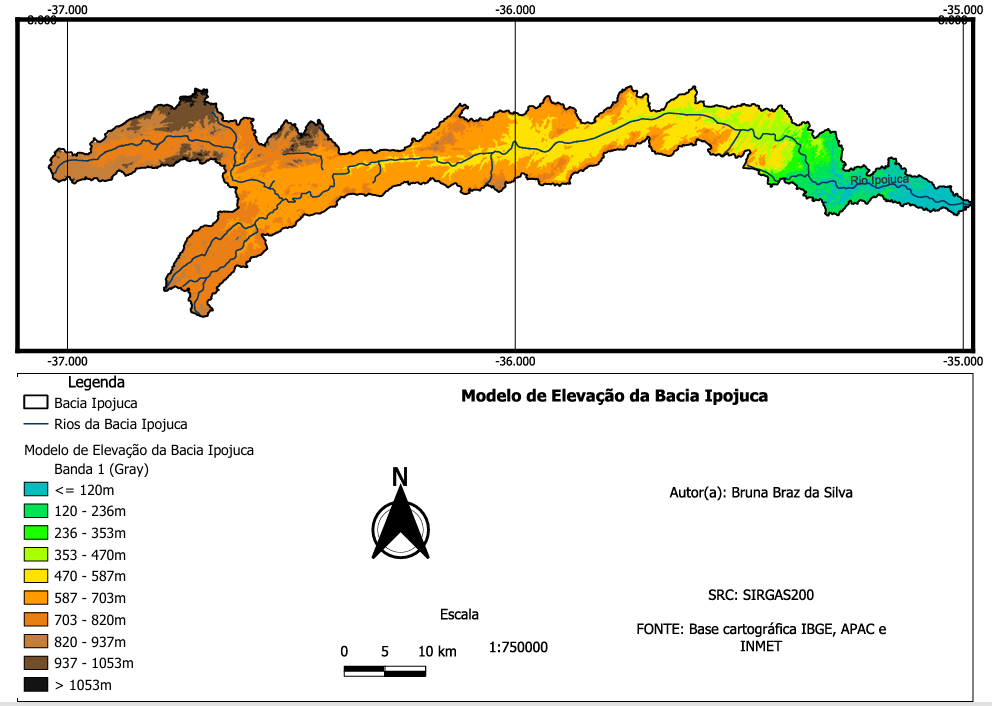 -37.000 -36.000 -35.000
8.000 8.000
Rio Ipojuca
-37.000 -36.000 -35.000
Legenda
Bacia Ipojuca
Rios da Bacia Ipojuca
Modelo de Elevação da Bacia Ipojuca
Banda 1 (Gray)
<= 120m
120 - 236m
236 - 353m
353 - 470m
470 - 587m
587 - 703m
703 - 820m
820 - 937m
937 - 1053m
> 1053m
Modelo de Elevação da Bacia Ipojuca
N
Autor(a): Bruna Braz da Silva
Escala
0 5 10 km
1:750000
SRC: SIRGAS200
FONTE: Base cartográfica IBGE, APAC e
INMET